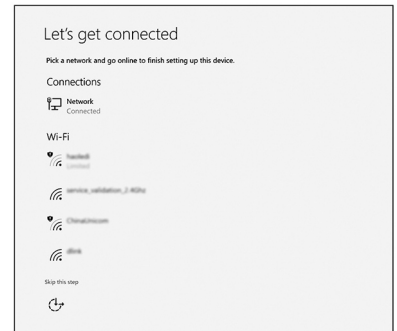 Let's get connected
Pick a network and go online to finish setting up this device.
Connections
Network
Connected
Wi-Fi
Limited
service_validation_2.4Ghz
ChinaUnicom
dlink
Skip this step